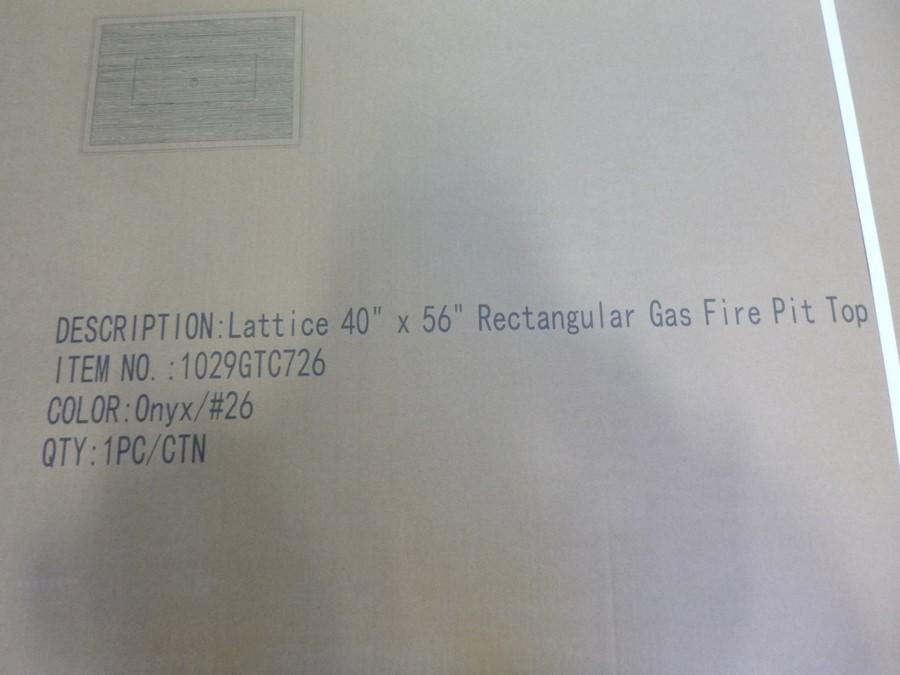 DESCRIPTION:Lattice 40" x 56" Rectangular Gas Fire Pit Top
ITEM NO.:1029GTC726
COLOR:Onyx/#26
QTY:1PC/CTN